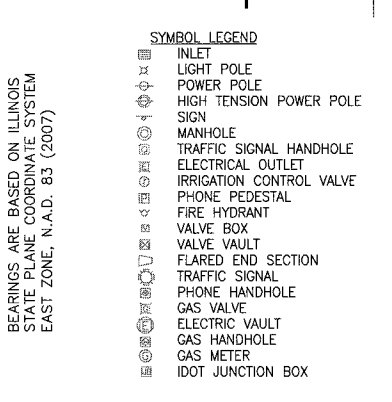 BEARINGS ARE BASED ON ILLINOIS
STATE PLANE COORDINATE SYSTEM
EAST ZONE, N.A.D. 83 (2007)
SYMBOL LEGEND
INLET
LIGHT POLE
POWER POLE
HIGH TENSION POWER POLE
SIGN
MANHOLE
TRAFFIC SIGNAL HANDHOLE
ELECTRICAL OUTLET
IRRIGATION CONTROL VALVE
PHONE PEDESTAL
FIRE HYDRANT
VALVE BOX
VALVE VAULT
FLARED END SECTION
TRAFFIC SIGNAL
PHONE HANDHOLE
GAS VALVE
ELECTRIC VAULT
GAS HANDHOLE
GAS METER
IDOT JUNCTION BOX